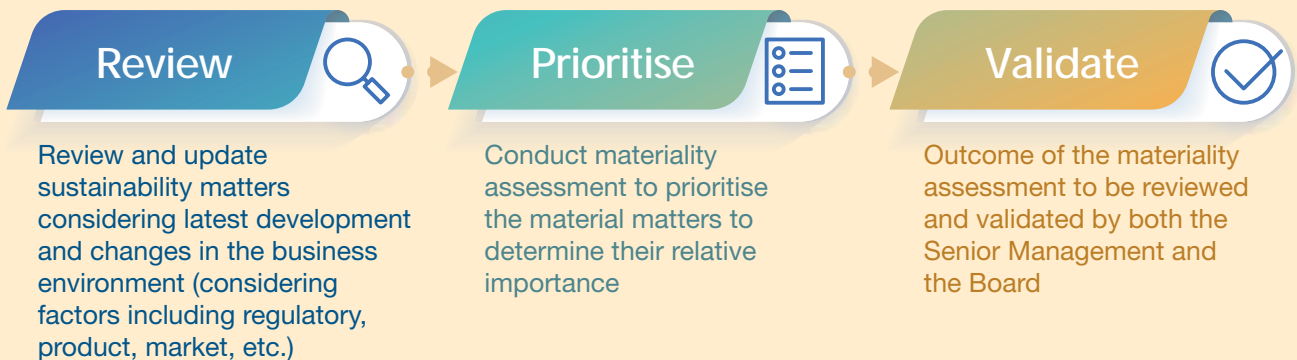 Review
Prioritise
Validate
Review and update
sustainability matters
considering latest development
and changes in the business
environment (considering
factors including regulatory,
product, market, etc.)
Conduct materiality
assessment to prioritise
the material matters to
determine their relative
importance
Outcome of the materiality
assessment to be reviewed
and validated by both the
Senior Management and
the Board